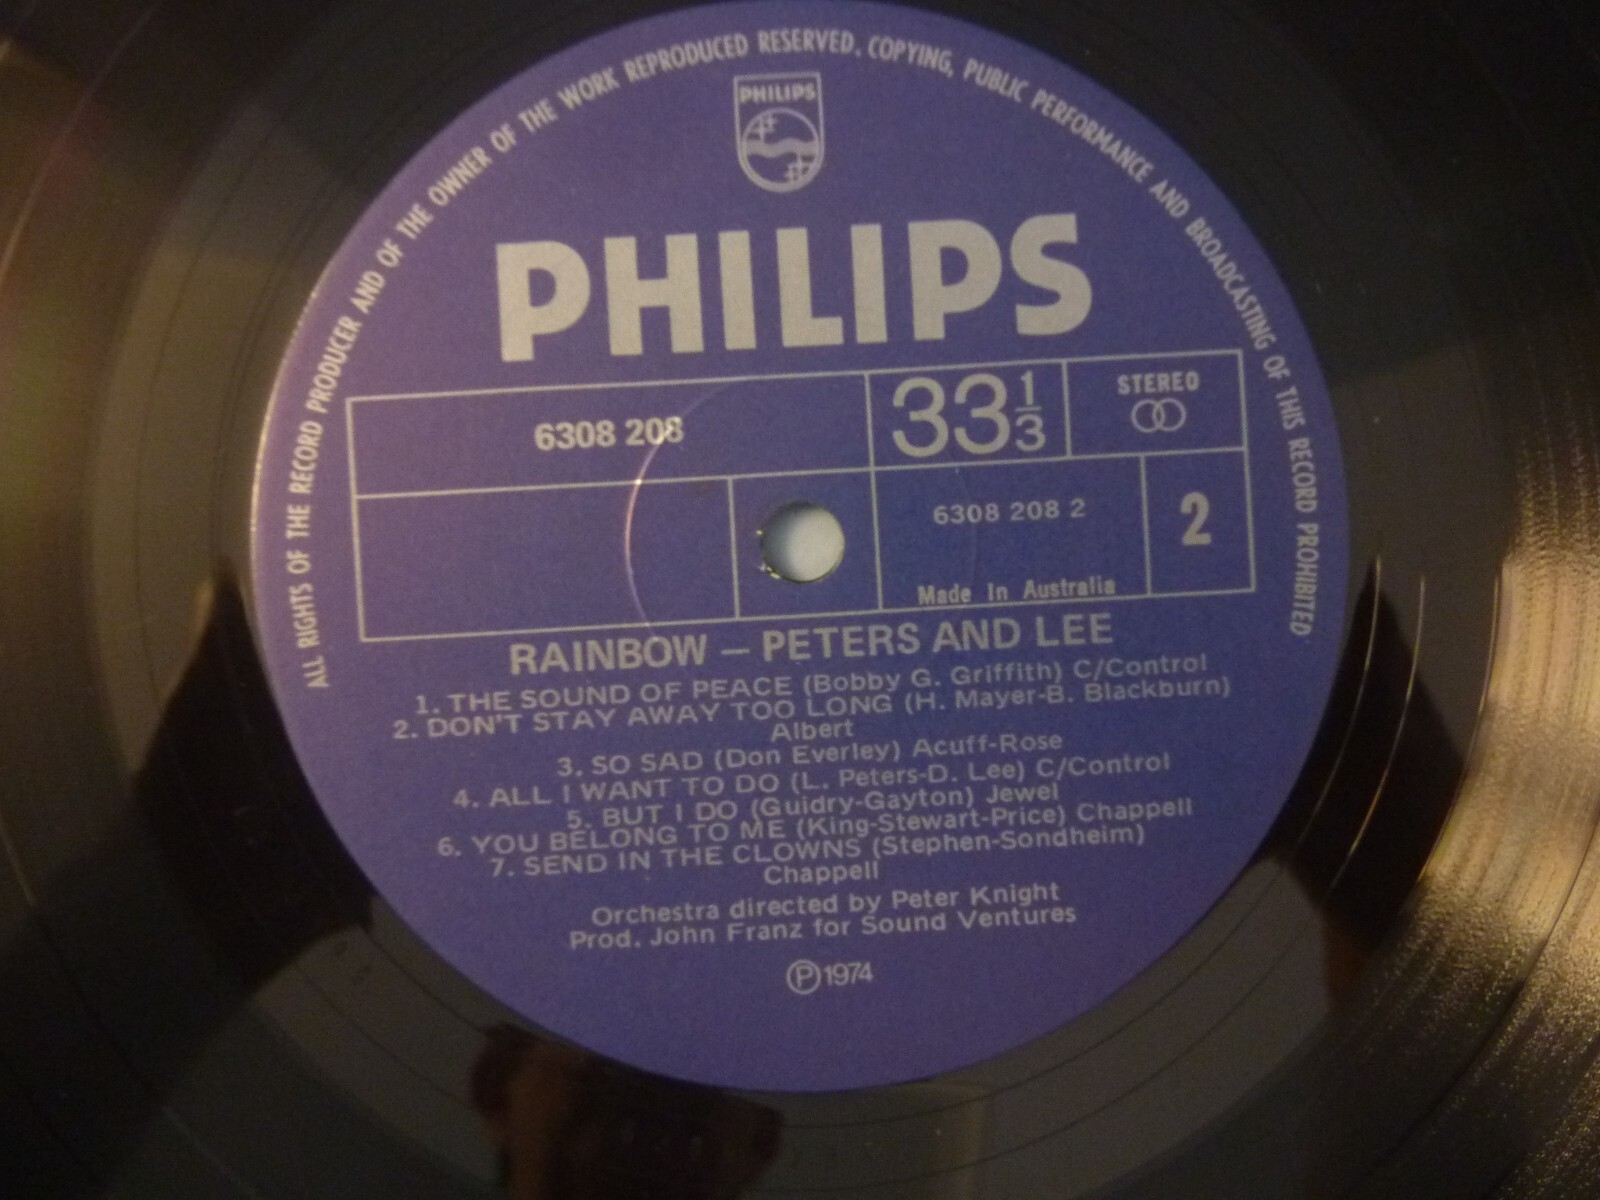 ALL RIGHTS OF THE RECORD PRODUCER AND OF THE OWNER OF THE WORK REPRODUCED RESERVED. COPYING, PUBLIC PERFORMANCE AND BROADCASTING OF THIS RECORD PROHIBITED
PHILIPS
PHILIPS
6308 208
33 1/3
STEREO
6308 208 2
2
Made In Australia
RAINBOW — PETERS AND LEE
1. THE SOUND OF PEACE (Bobby G. Griffith) C/Control
2. DON'T STAY AWAY TOO LONG (H. Mayer-B. Blackburn)
Albert
3. SO SAD (Don Everley) Acuff-Rose
4. ALL I WANT TO DO (L. Peters-D. Lee) C/Control
5. BUT I DO (Guidry-Gayton) Jewel
6. YOU BELONG TO ME (King-Stewart-Price) Chappell
7. SEND IN THE CLOWNS (Stephen-Sondheim)
Chappell
Orchestra directed by Peter Knight
Prod. John Franz for Sound Ventures
Ⓟ1974